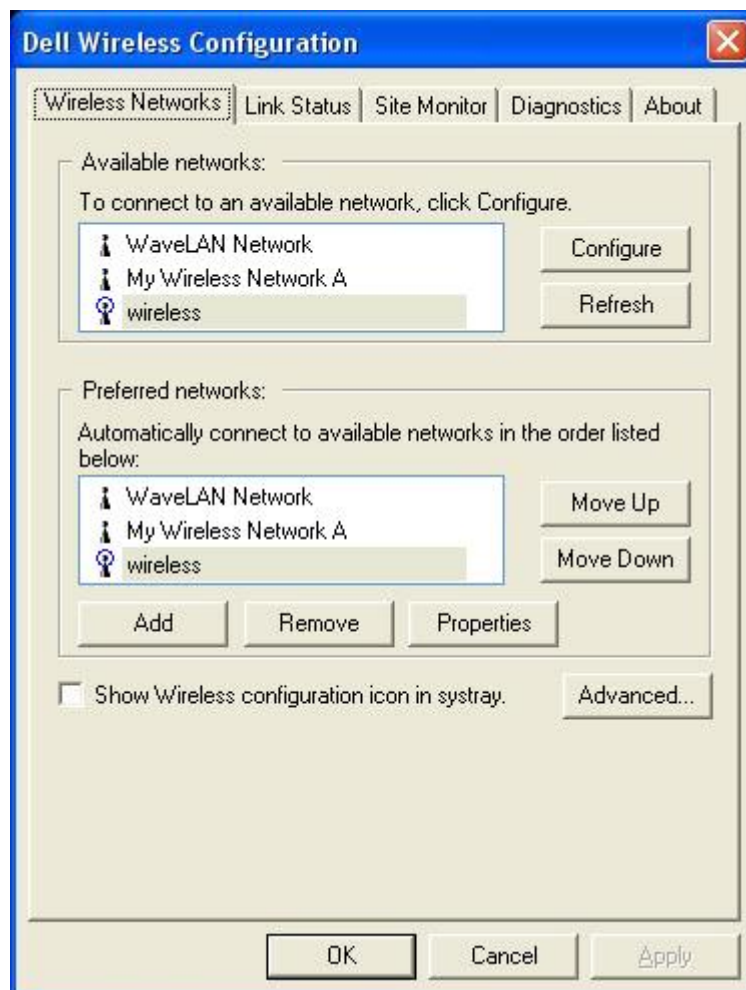 Dell Wireless Configuration
Wireless Networks Link Status Site Monitor Diagnostics About
Available networks:
To connect to an available network, click Configure.
WaveLAN Network
My Wireless Network A
wireless
Configure
Refresh
Preferred networks:
Automatically connect to available networks in the order listed
below:
WaveLAN Network
My Wireless Network A
wireless
Move Up
Move Down
Add Remove Properties
Show Wireless configuration icon in systray.
Advanced...
OK Cancel Apply